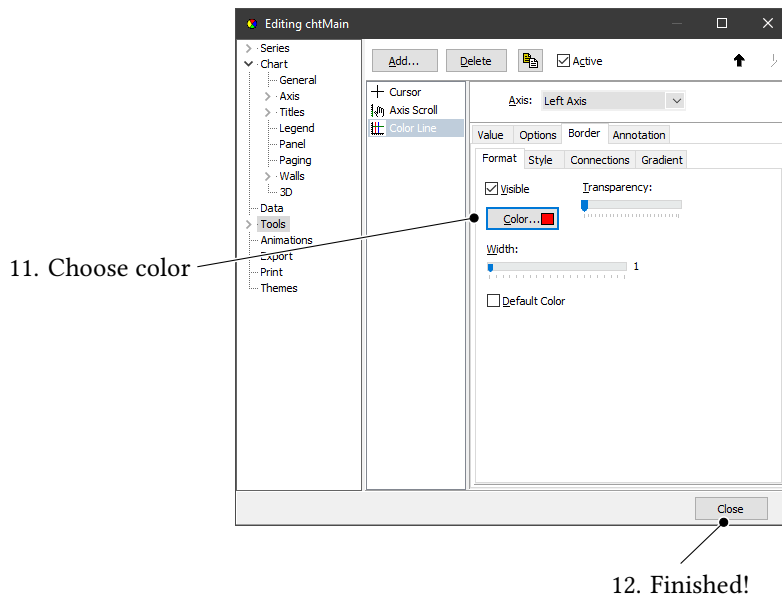 Editing chtMain
Series
Chart
General
Axis
Titles
Legend
Panel
Paging
Walls
3D
Data
Tools
Animations
Export
Print
Themes
Add...
Delete
Active
Cursor
Axis Scroll
Color Line
Axis: Left Axis
Value Options Border Annotation
Format Style Connections Gradient
Visible
Transparency:
Color...
Width:
1
Default Color
11. Choose color
Close
12. Finished!